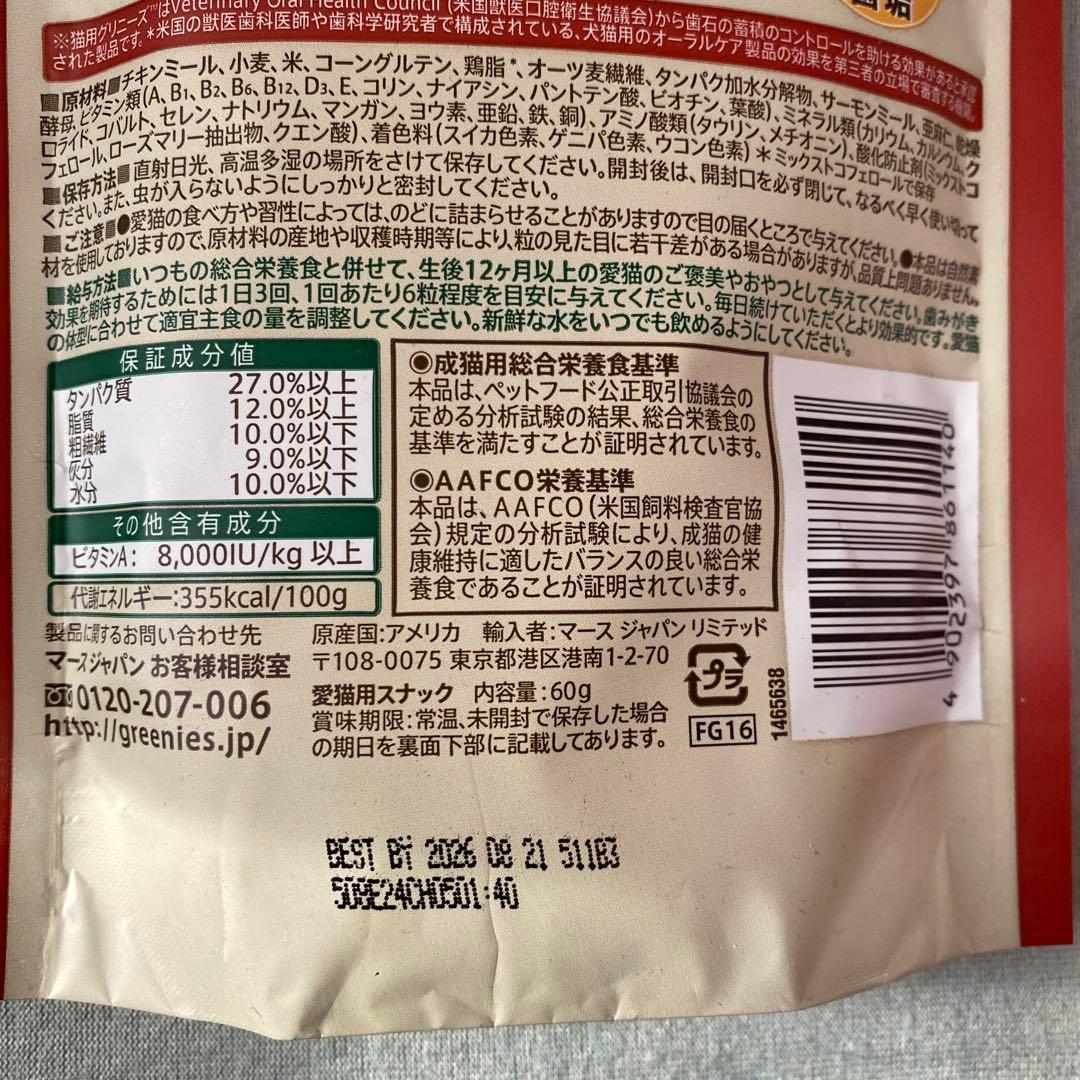 ※猫用グリニーズ™はVeterinary Oral Health Council (米国獣医口腔衛生協議会)から歯石の蓄積のコントロールを助ける効果があると承認
された製品です。*米国の獣医歯科医師や歯科学研究者で構成されている、犬猫用のオーラルケア製品の効果を第三者の立場で審査する機関。
歯垢
■原材料■チキンミール、小麦、米、コーングルテン、鶏脂*、オーツ麦繊維、タンパク加水分解物、サーモンミール、亜麻仁、乾燥
酵母、ビタミン類(A、B1、B2、B6、B12、D3、E、コリン、ナイアシン、パントテン酸、ビオチン、葉酸)、ミネラル類(カリウム、カルシウム、ク
ロライド、コバルト、セレン、ナトリウム、マンガン、ヨウ素、亜鉛、鉄、銅)、アミノ酸類(タウリン、メチオニン)、酸化防止剤(ミックストコ
フェロール、ローズマリー抽出物、クエン酸)、着色料(スイカ色素、ゲニパ色素、ウコン色素) *ミックストコフェロールで保存
■保存方法■直射日光、高温多湿の場所をさけて保存してください。開封後は、開封口を必ず閉じて、なるべく早く使い切って
ください。また、虫が入らないようにしっかりと密封してください。
■ご注意■●愛猫の食べ方や習性によっては、のどに詰まらせることがありますので目の届くところで与えてください。●本品は自然素
材を使用しておりますので、原材料の産地や収穫時期等により、粒の見た目に若干差がある場合がありますが、品質上問題ありません。
■給与方法■いつもの総合栄養食と併せて、生後12ヶ月以上の愛猫のご褒美やおやつとして与えてください。歯みがき
効果を期待するためには1日3回、1回あたり6粒程度を目安に与えてください。毎日続けていただくとより効果的です。愛猫
の体型に合わせて適宜主食の量を調整してください。新鮮な水をいつでも飲めるようにしてください。
保証成分値
タンパク質 27.0%以上
脂質 12.0%以上
粗繊維 10.0%以下
灰分 9.0%以下
水分 10.0%以下
その他含有成分
ビタミンA: 8,000IU/kg 以上
代謝エネルギー:355kcal/100g
●成猫用総合栄養食基準
本品は、ペットフード公正取引協議会の
定める分析試験の結果、総合栄養食の
基準を満たすことが証明されています。
●AAFCO栄養基準
本品は、AAFCO(米国飼料検査官協
会)規定の分析試験により、成猫の健
康維持に適したバランスの良い総合栄
養食であることが証明されています。
4 902397 861140
製品に関するお問い合わせ先
マースジャパン お客様相談室
0120-207-006
http://greenies.jp/
原産国:アメリカ 輸入者:マース ジャパン リミテッド
〒108-0075 東京都港区港南1-2-70
愛猫用スナック 内容量:60g
賞味期限:常温、未開封で保存した場合
の期日を裏面下部に記載してあります。
プラ
FG16
1465638
BEST BY 2026 08 21 511B3
508E24CH0501:40